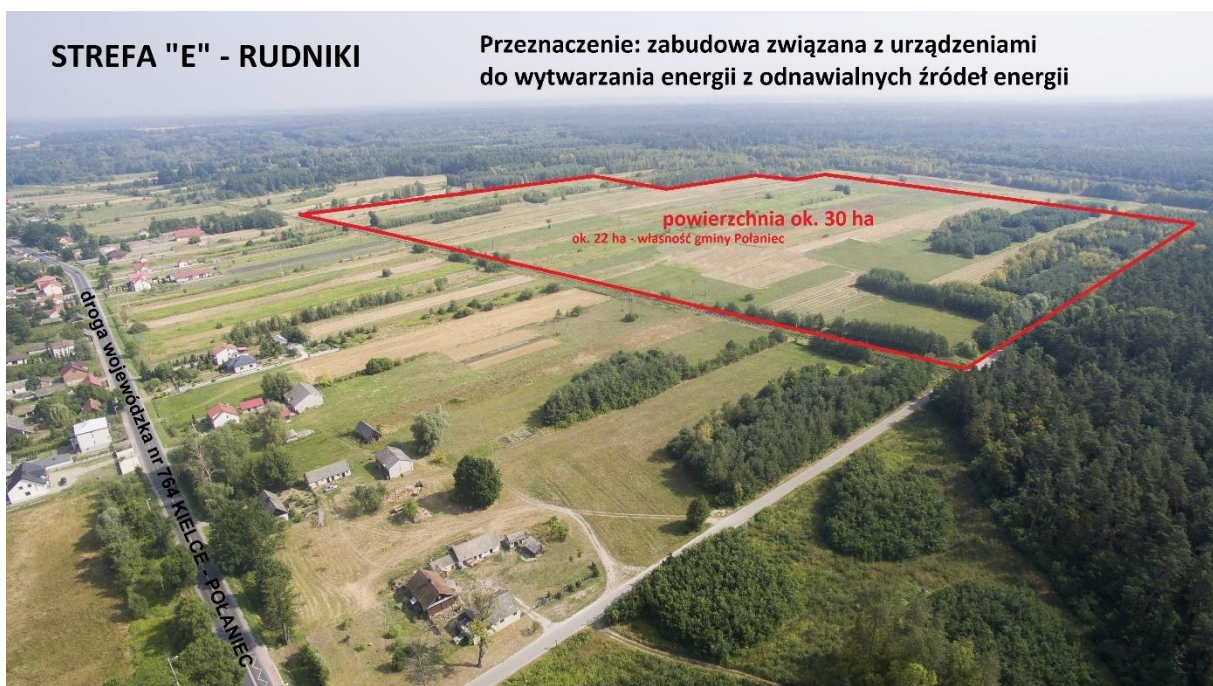 STREFA "E" - RUDNIKI
Przeznaczenie: zabudowa związana z urządzeniami
do wytwarzania energii z odnawialnych źródeł energii
powierzchnia ok. 30 ha
ok. 22 ha - własność gminy Połaniec
droga wojewódzka nr 764 KIELCE - POŁANIEC